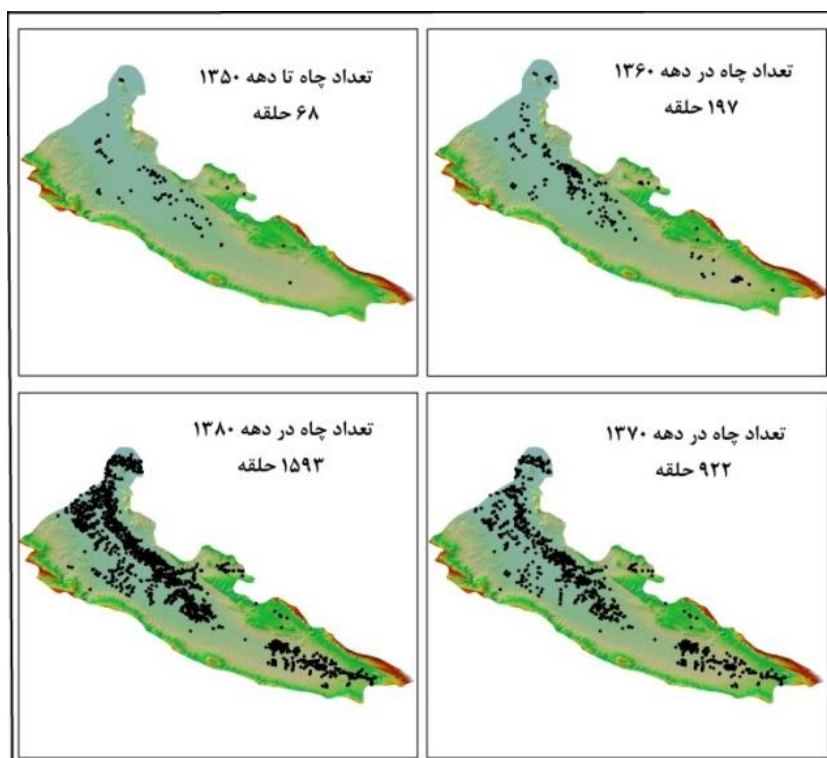 تعداد چاه در دهه ۱۳۶۰
۱۹۷ حلقه
تعداد چاه تا دهه ۱۳۵۰
۶۸ حلقه
تعداد چاه در دهه ۱۳۷۰
۹۲۲ حلقه
تعداد چاه در دهه ۱۳۸۰
۱۵۹۳ حلقه